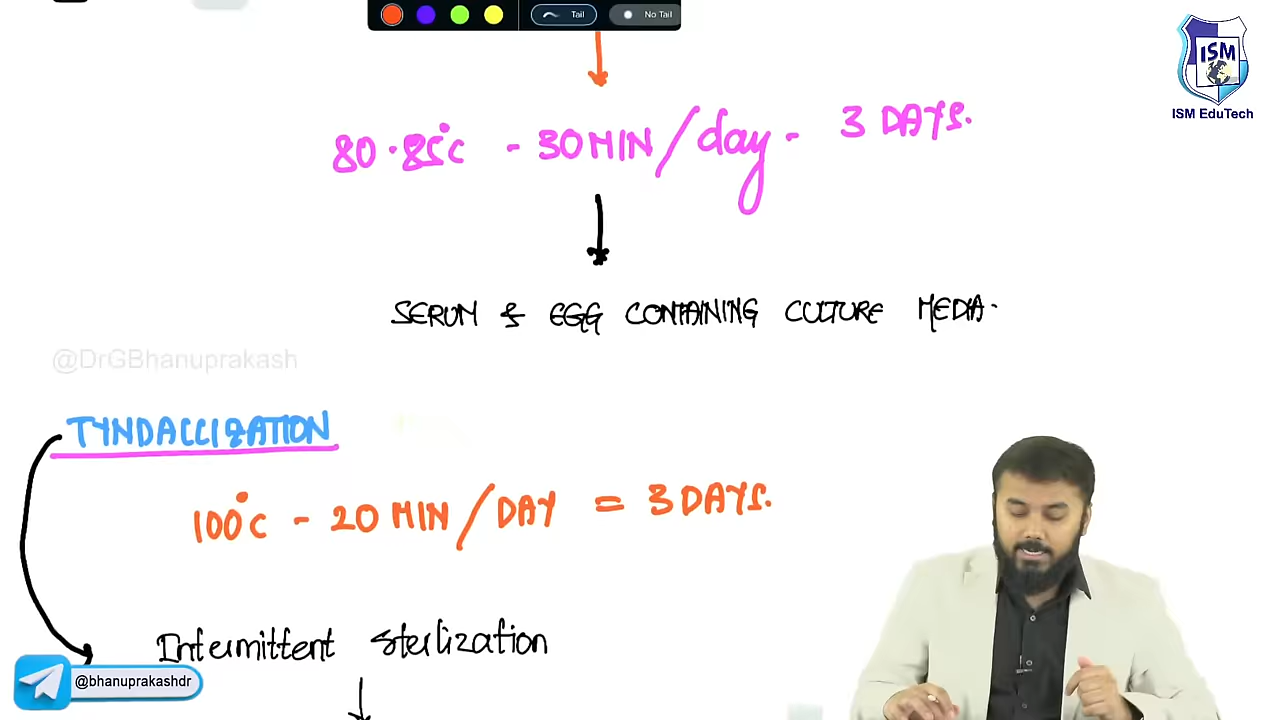 Tail
No Tail
ISM
ISM EduTech
80-85°C - 30 MIN/day - 3 DAYS.
SERUM & EGG CONTAINING CULTURE MEDIA.
@DrGBhanuprakash
TYNDALLIZATION
100°C - 20 MIN/DAY = 3 DAYS.
Intermittent sterlization
@bhanuprakashdr